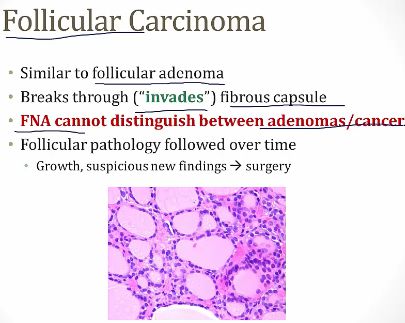 Follicular Carcinoma
• Similar to follicular adenoma
• Breaks through ("invades") fibrous capsule
• FNA cannot distinguish between adenomas/cancer
• Follicular pathology followed over time
• Growth, suspicious new findings → surgery